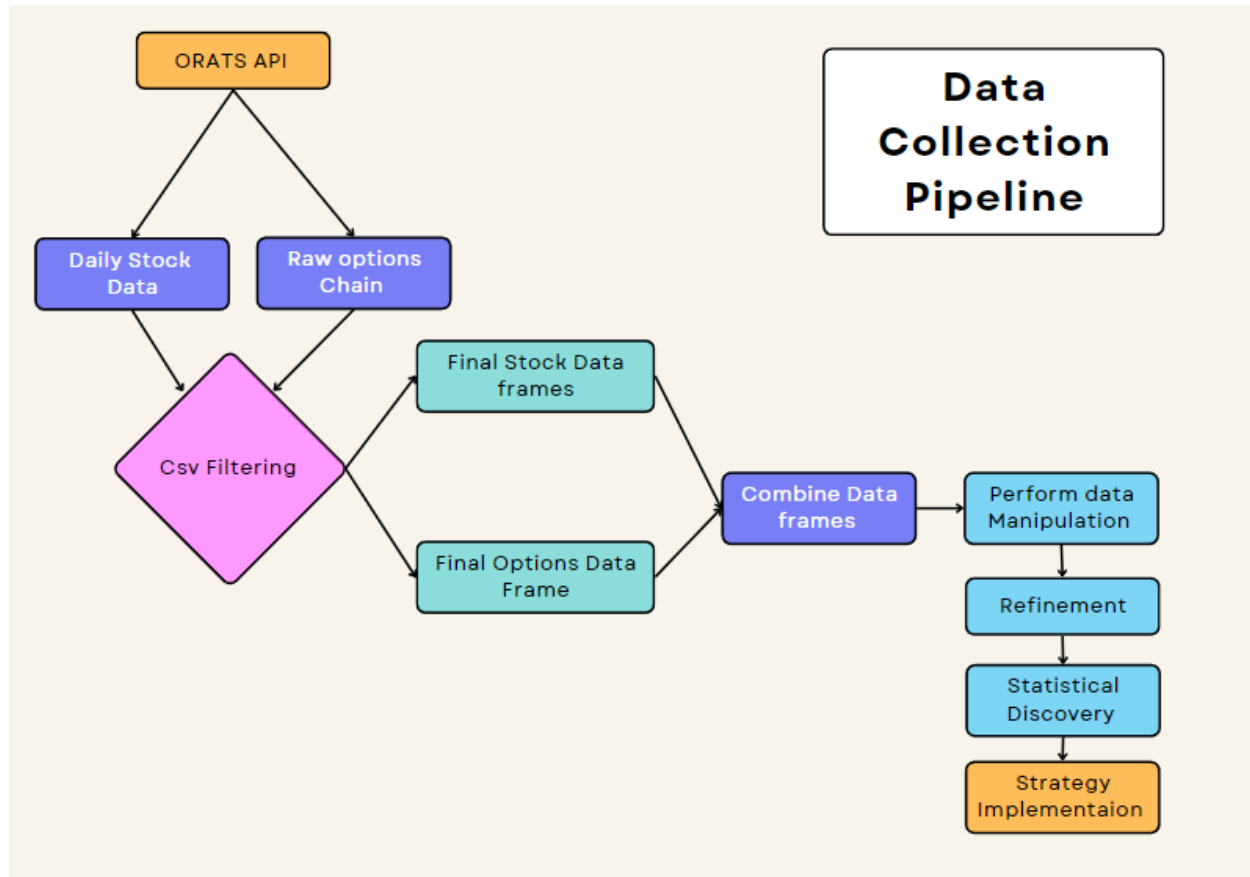 ORATS API
Data
Collection
Pipeline
Daily Stock
Data
Raw options
Chain
Csv Filtering
Final Stock Data
frames
Final Options Data
Frame
Combine Data
frames
Perform data
Manipulation
Refinement
Statistical
Discovery
Strategy
Implementaion